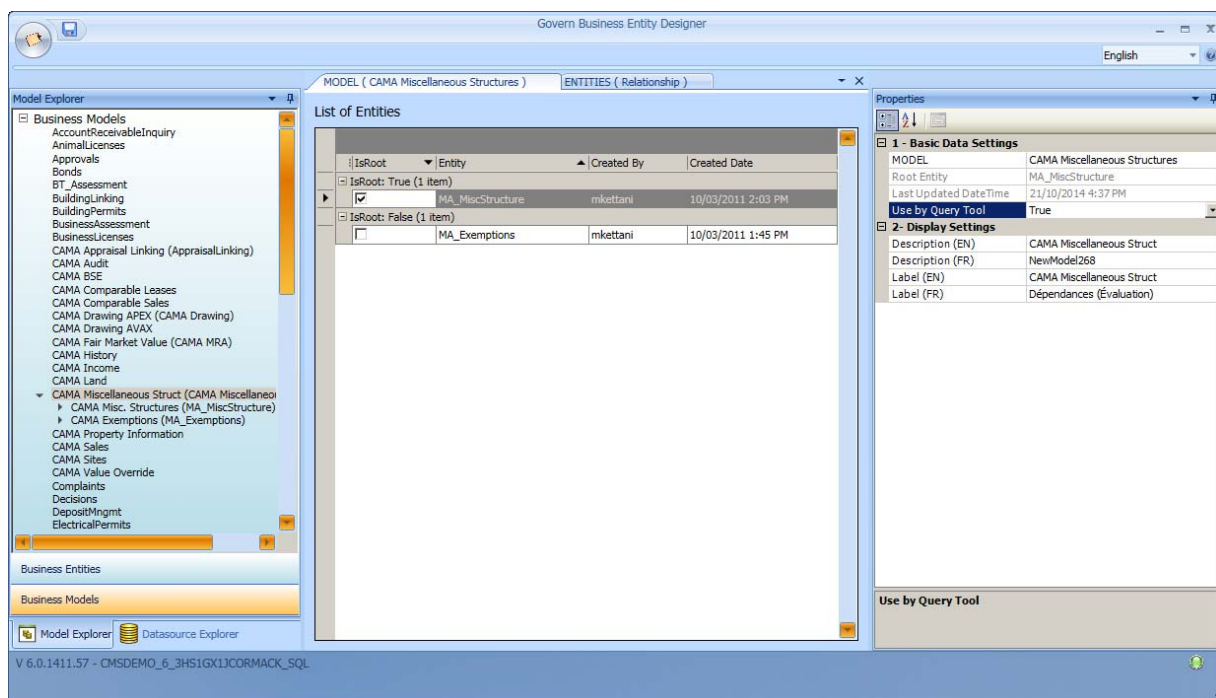 Govern Business Entity Designer
English
MODEL ( CAMA Miscellaneous Structures )
ENTITIES ( Relationship )
Model Explorer
Business Models
AccountReceivableInquiry
AnimalLicenses
Approvals
Bonds
BT_Assessment
BuildingLinking
BuildingPermits
BusinessAssessment
BusinessLicenses
CAMA Appraisal Linking (AppraisalLinking)
CAMA Audit
CAMA BSE
CAMA Comparable Leases
CAMA Comparable Sales
CAMA Drawing APEX (CAMA Drawing)
CAMA Drawing AVAX
CAMA Fair Market Value (CAMA MRA)
CAMA History
CAMA Income
CAMA Land
CAMA Miscellaneous Struct (CAMA Miscellaneo
CAMA Misc. Structures (MA_MiscStructure)
CAMA Exemptions (MA_Exemptions)
CAMA Property Information
CAMA Sales
CAMA Sites
CAMA Value Override
Complaints
Decisions
DepositMngmt
ElectricalPermits
Business Entities
Business Models
Model Explorer
Datasource Explorer
List of Entities
IsRoot Entity Created By Created Date
IsRoot: True (1 item)
MA_MiscStructure mkettani 10/03/2011 2:03 PM
IsRoot: False (1 item)
MA_Exemptions mkettani 10/03/2011 1:45 PM
Properties
1 - Basic Data Settings
MODEL CAMA Miscellaneous Structures
Root Entity MA_MiscStructure
Last Updated DateTime 21/10/2014 4:37 PM
Use by Query Tool True
2- Display Settings
Description (EN) CAMA Miscellaneous Struct
Description (FR) NewModel268
Label (EN) CAMA Miscellaneous Struct
Label (FR) Dépendances (Évaluation)
Use by Query Tool
V 6.0.1411.57 - CMSDEMO_6_3HS1GX1JCORMACK_SQL